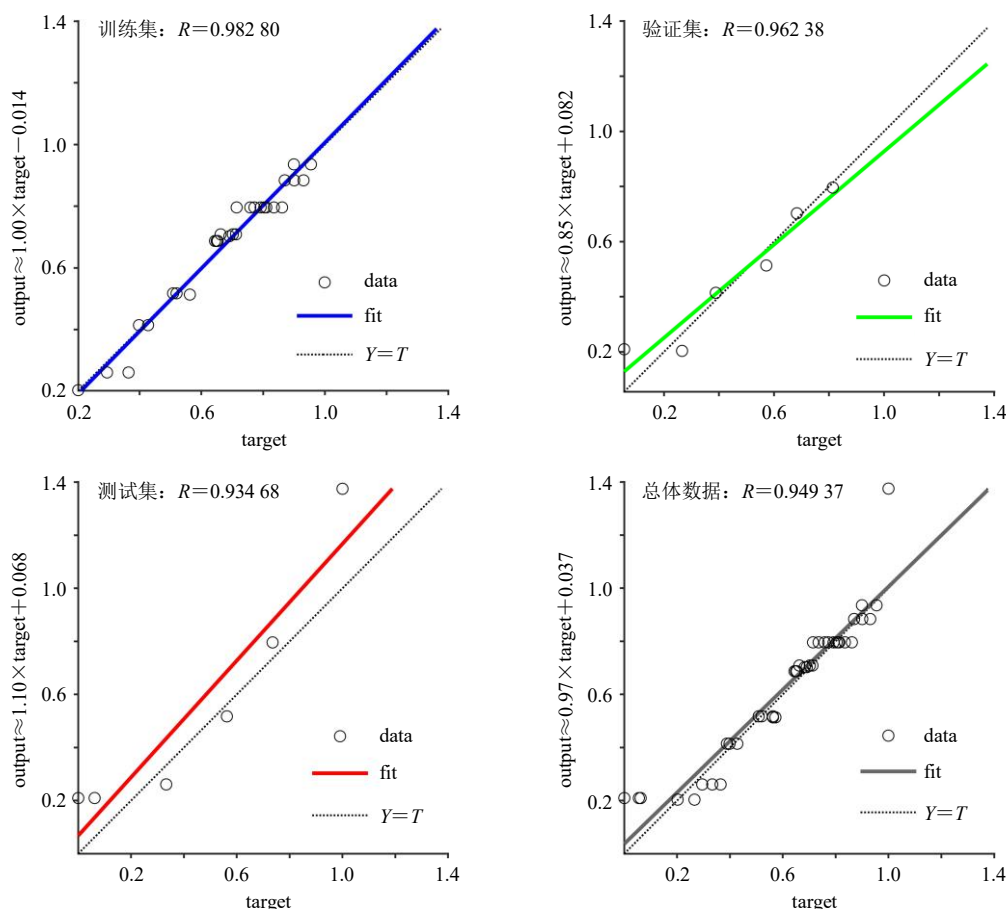 训练集：R＝0.982 80
1.4
1.0
0.6
0.2
output≈1.00×target－0.014
data
fit
Y＝T
0.2
0.6
1.0
1.4
target
验证集：R＝0.962 38
1.4
1.0
0.6
0.2
output≈0.85×target＋0.082
data
fit
Y＝T
0.2
0.6
1.0
1.4
target
测试集：R＝0.934 68
1.4
1.0
0.6
0.2
output≈1.10×target＋0.068
data
fit
Y＝T
0.2
0.6
1.0
1.4
target
总体数据：R＝0.949 37
1.4
1.0
0.6
0.2
output≈0.97×target＋0.037
data
fit
Y＝T
0.2
0.6
1.0
1.4
target